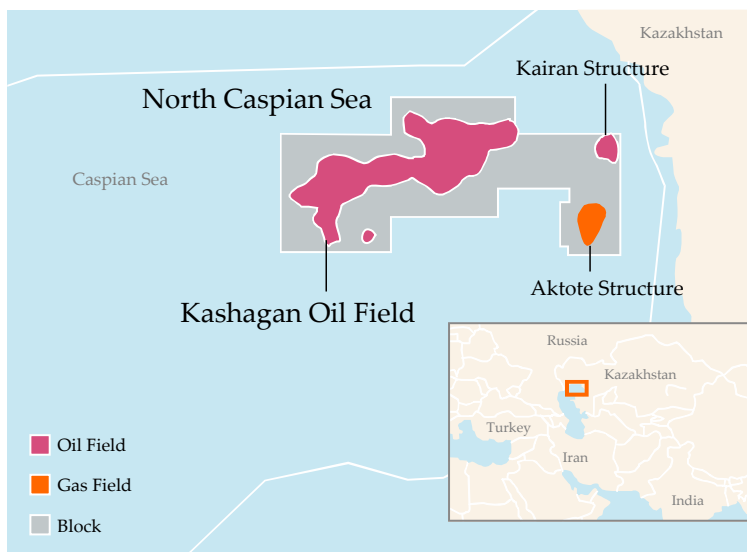 Kazakhstan
Kairan Structure
North Caspian Sea
Caspian Sea
Aktote Structure
Kashagan Oil Field
Russia
Kazakhstan
Turkey
Iran
India
Oil Field
Gas Field
Block